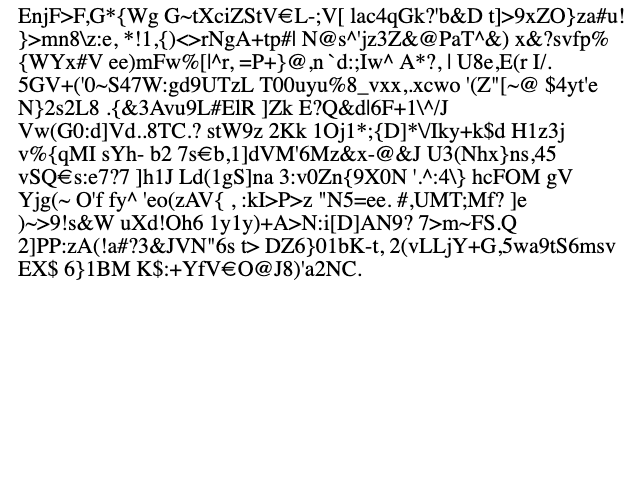 EnjF>F,G*{Wg G~tXciZStV€L-;V[ lac4qGk?'b&D t]>9xZO}za#u!
}>mn8\z:e, *!1,{)<>rNgA+tp#| N@s^'jz3Z&@PaT^&) x&?svfp%
{WYx#V ee)mFw%[|^r, =P+}@,n `d:;Iw^ A*?, | U8e,E(r I/.
5GV+('0~S47W:gd9UTzL T00uyu%8_vxx,.xcwo '(Z"[~@ $4yt'e
N}2s2L8 .{&3Avu9L#ElR ]Zk E?Q&d|6F+1\^/J
Vw(G0:d]Vd..8TC.? stW9z 2Kk 1Oj1*;{D]*\/Iky+k$d H1z3j
v%{qMI sYh- b2 7s€b,1]dVM'6Mz&x-@&J U3(Nhx}ns,45
vSQ€s:e7?7 ]h1J Ld(1gS]na 3:v0Zn{9X0N '.^:4\} hcFOM gV
Yjg(~ O'f fy^ 'eo(zAV{ , :kI>P>z "N5=ee. #,UMT;Mf? ]e
)~>9!s&W uXd!Oh6 1y1y)+A>N:i[D]AN9? 7>m~FS.Q
2]PP:zA(!a#?3&JVN"6s t> DZ6}01bK-t, 2(vLLjY+G,5wa9tS6msv
EX$ 6}1BM K$:+YfV€O@J8)'a2NC.